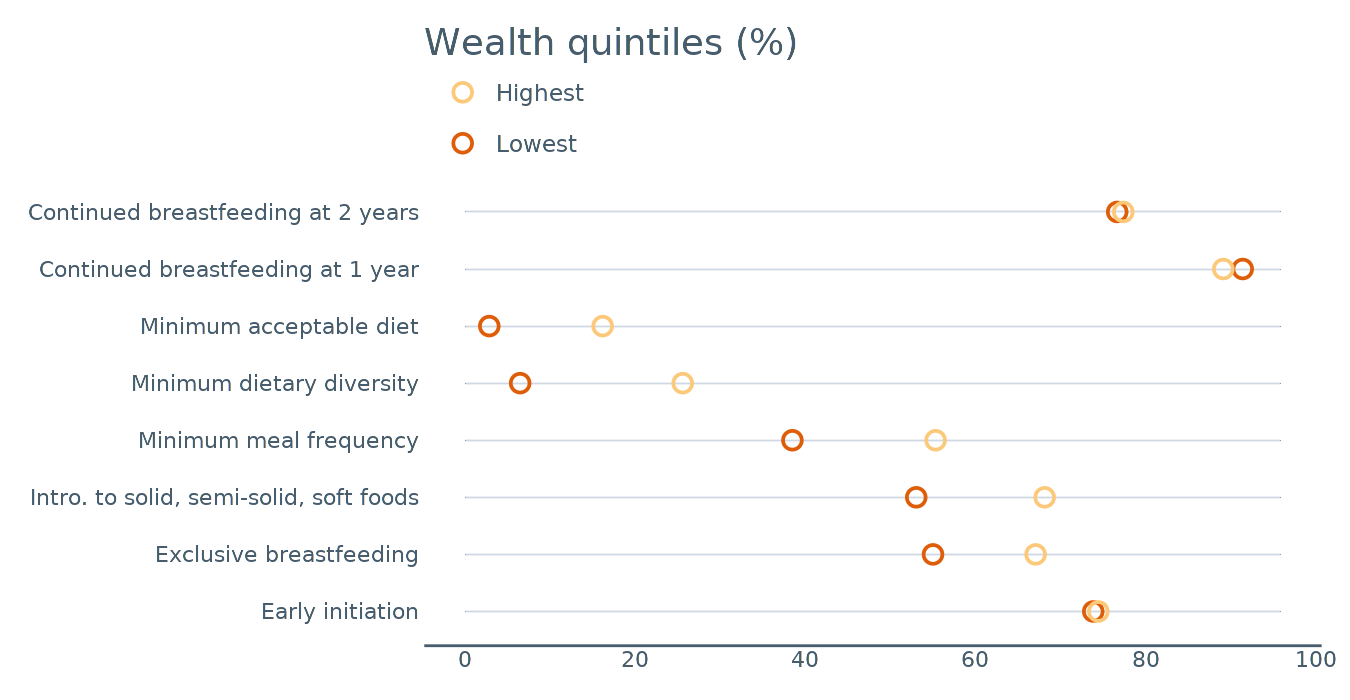 Wealth quintiles (%)
Highest
Lowest
Continued breastfeeding at 2 years
Continued breastfeeding at 1 year
Minimum acceptable diet
Minimum dietary diversity
Minimum meal frequency
Intro. to solid, semi-solid, soft foods
Exclusive breastfeeding
Early initiation
0 20 40 60 80 100